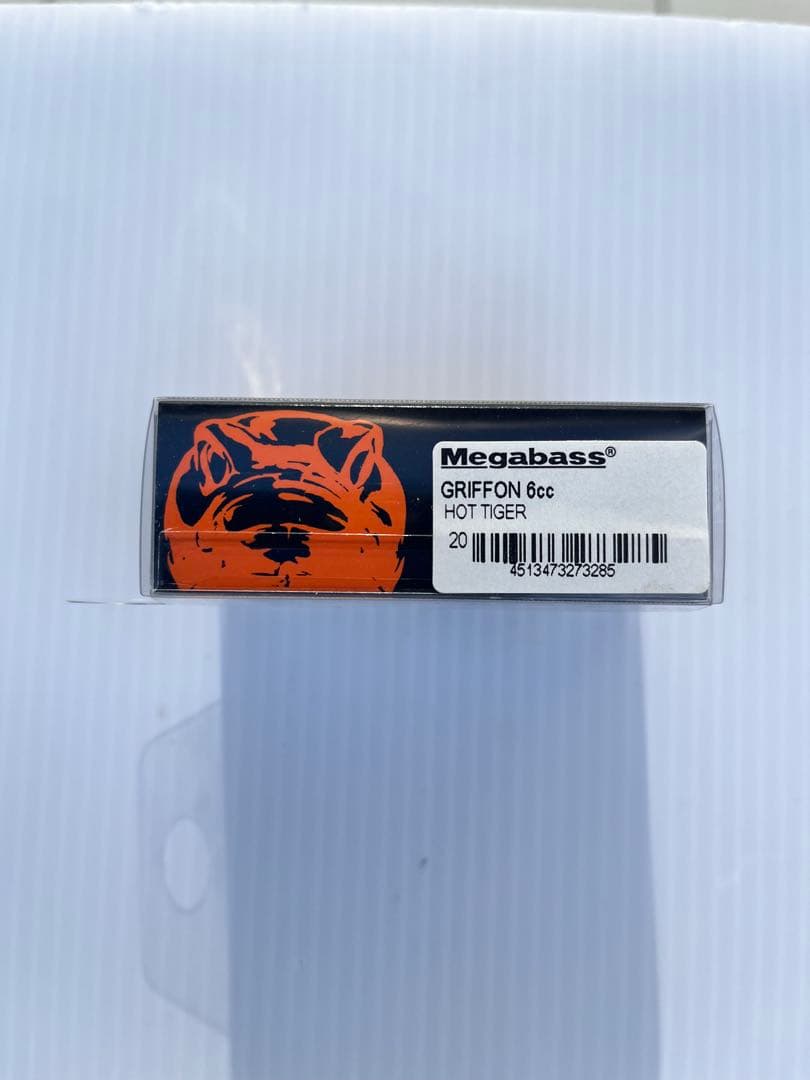 Megabass®
GRIFFON 6cc
HOT TIGER
20
4513473273285